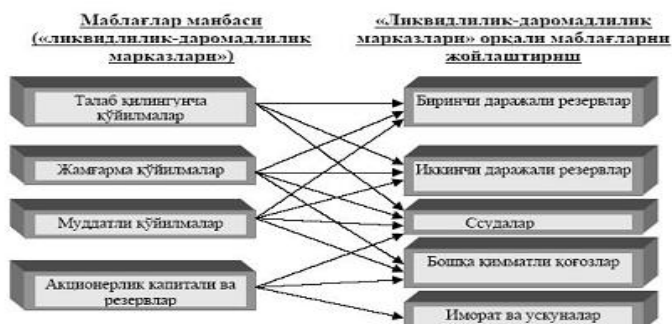 Маблағлар манбаси
(«ликвидлилик-даромадлилик
марказлари»)
«Ликвидлилик-даромадлилик
марказлари» орқали маблағларни
жойлаштириш
Талаб қилингунча
қўйилмалар
Жамғарма қўйилмалар
Муддатли қўйилмалар
Акционерлик капитали ва
резервлар
Биринчи даражали резервлар
Иккинчи даражали резервлар
Ссудалар
Бошқа қимматли қоғозлар
Иморат ва ускуналар